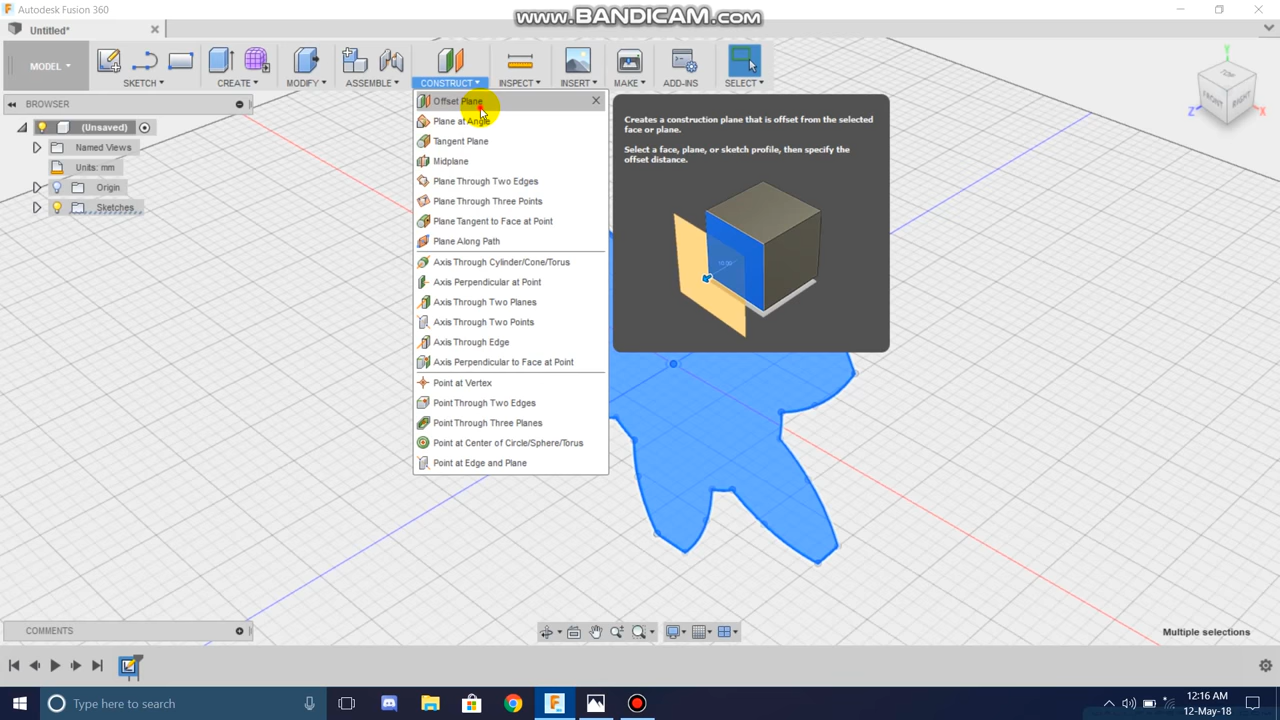 Autodesk Fusion 360
www.BANDICAM.com
Untitled*
MODEL
SKETCH
CREATE
MODIFY
ASSEMBLE
CONSTRUCT
INSPECT
INSERT
MAKE
ADD-INS
SELECT
BROWSER
(Unsaved)
Named Views
Units: mm
Origin
Sketches
Offset Plane
Plane at Angle
Tangent Plane
Midplane
Plane Through Two Edges
Plane Through Three Points
Plane Tangent to Face at Point
Plane Along Path
Axis Through Cylinder/Cone/Torus
Axis Perpendicular at Point
Axis Through Two Planes
Axis Through Two Points
Axis Through Edge
Axis Perpendicular to Face at Point
Point at Vertex
Point Through Two Edges
Point Through Three Planes
Point at Center of Circle/Sphere/Torus
Point at Edge and Plane
Creates a construction plane that is offset from the selected
face or plane.
Select a face, plane, or sketch profile, then specify the
offset distance.
10.00
Y
TOP
FRONT
RIGHT
Z
X
COMMENTS
Multiple selections
Type here to search
12:16 AM
12-May-18